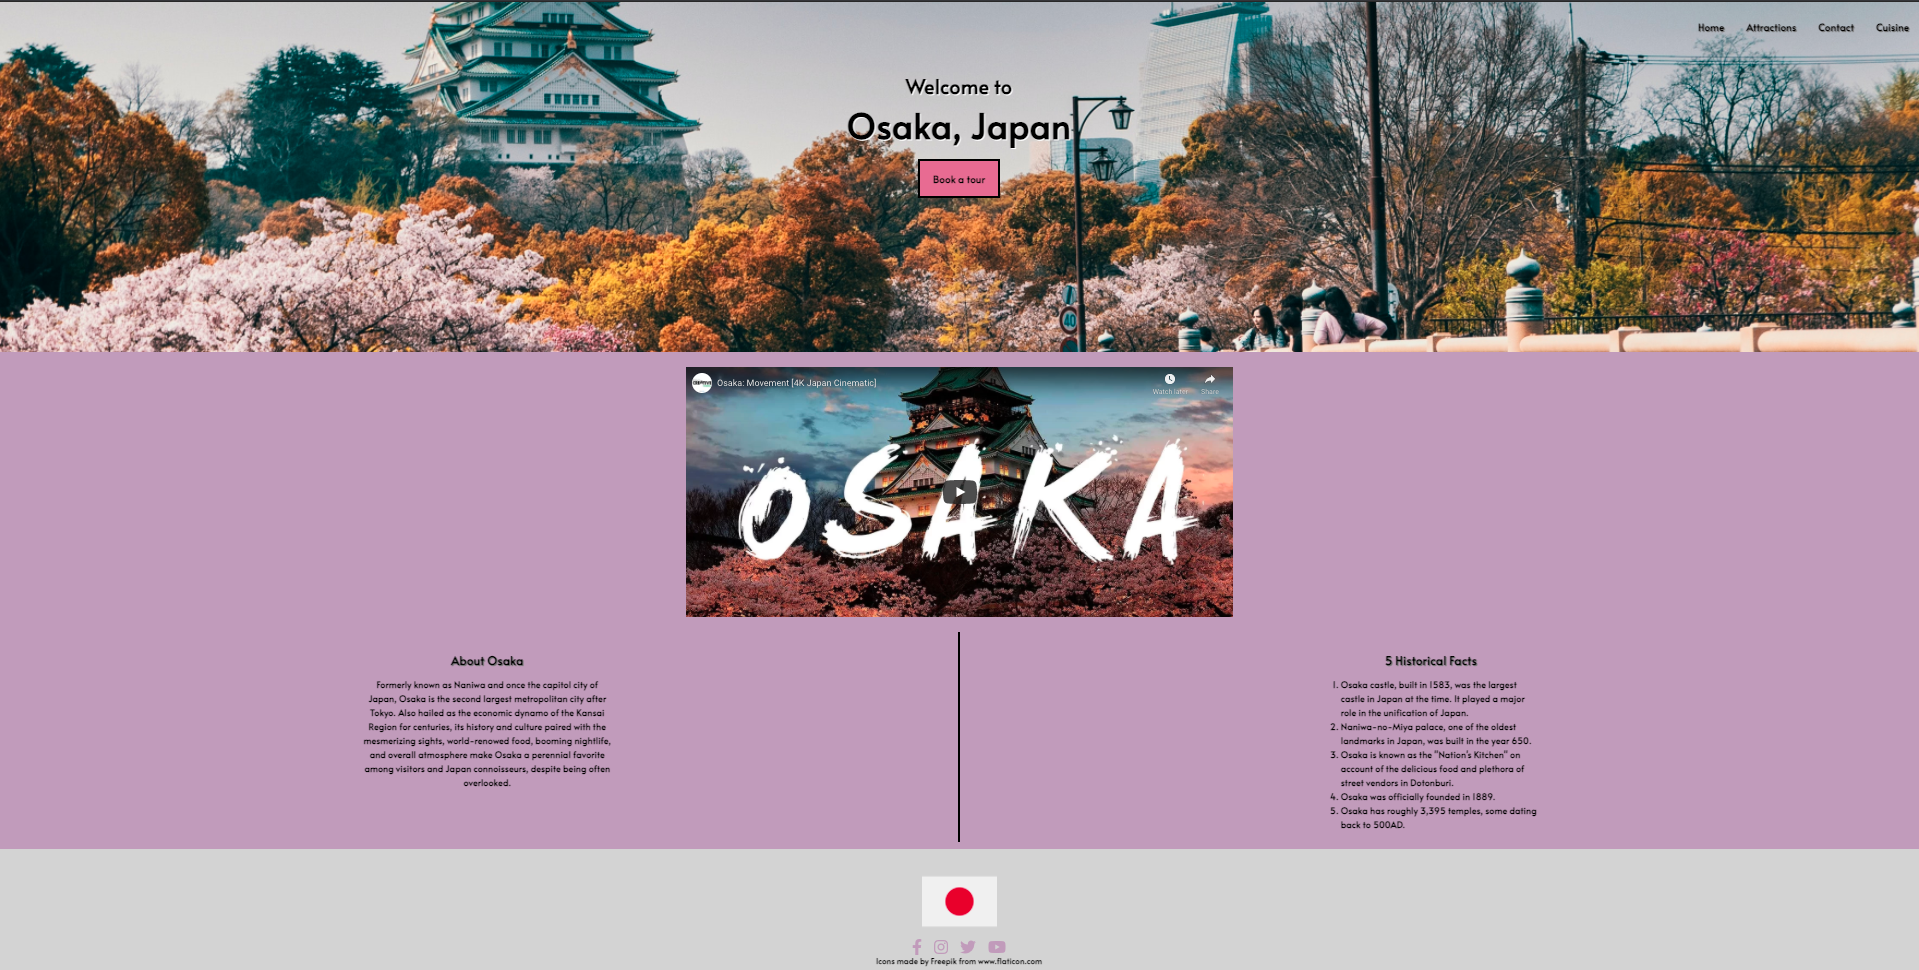 Home Attractions Contact Cuisine
Welcome to
Osaka, Japan
Book a tour
40
Osaka: Movement [4K Japan Cinematic]
Watch later Share
OSAKA
About Osaka
Formerly known as Naniwa and once the capitol city of
Japan, Osaka is the second largest metropolitan city after
Tokyo. Also hailed as the economic dynamo of the Kansai
Region for centuries, its history and culture paired with the
mesmerizing sights, world-renowed food, booming nightlife,
and overall atmosphere make Osaka a perennial favorite
among visitors and Japan connoisseurs, despite being often
overlooked.
5 Historical Facts
1. Osaka castle, built in 1583, was the largest
castle in Japan at the time. It played a major
role in the unification of Japan.
2. Naniwa-no-Miya palace, one of the oldest
landmarks in Japan, was built in the year 650.
3. Osaka is known as the "Nation's Kitchen" on
account of the delicious food and plethora of
street vendors in Dotonburi.
4. Osaka was officially founded in 1889.
5. Osaka has roughly 3,395 temples, some dating
back to 500AD.
Icons made by Freepik from www.flaticon.com